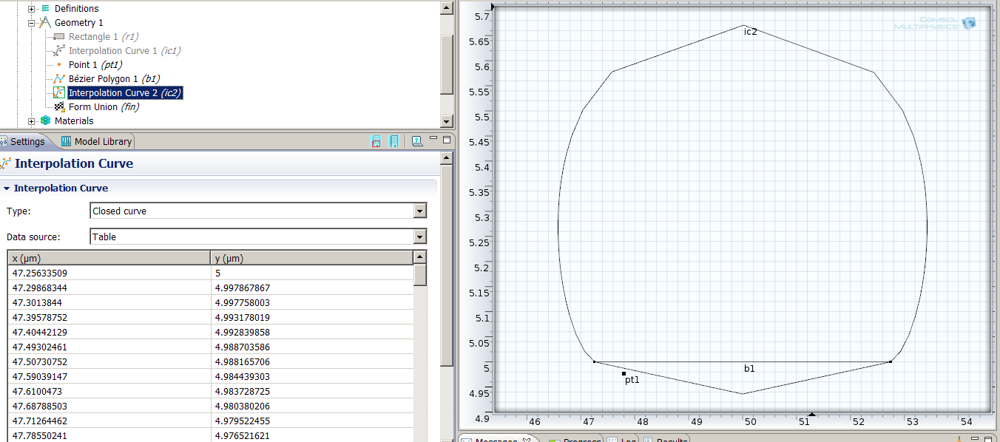 Definitions
Geometry 1
Rectangle 1 (r1)
Interpolation Curve 1 (ic1)
Point 1 (pt1)
Bézier Polygon 1 (b1)
Interpolation Curve 2 (ic2)
Form Union (fin)
Materials
Settings Model Library
Interpolation Curve
Interpolation Curve
Type: Closed curve
Data source: Table
x (µm) y (µm)
47.25633509 5
47.29868344 4.997867867
47.3013844 4.997758003
47.39578752 4.993178019
47.40442129 4.992839858
47.49302461 4.988703586
47.50730752 4.988165706
47.59039147 4.984439303
47.6100473 4.983728725
47.68788503 4.980380206
47.71264462 4.979522455
47.78550241 4.976521621
COMSOL
MULTIPHYSICS
5.7
5.65
5.6
5.55
5.5
5.45
5.4
5.35
5.3
5.25
5.2
5.15
5.1
5.05
5
4.95
4.9
ic2
b1
pt1
46 47 48 49 50 51 52 53 54
Messages Progress Log Results